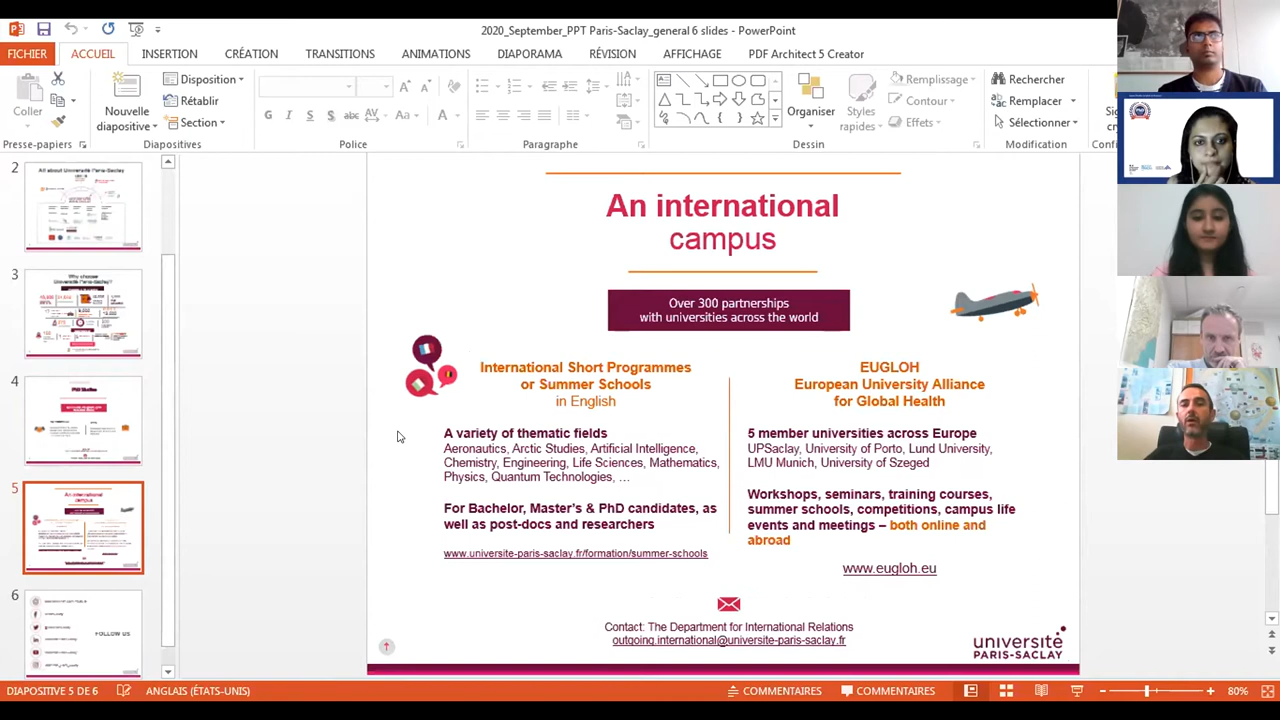 2020_September_PPT Paris-Saclay_general 6 slides - PowerPoint
FICHIER
ACCUEIL
INSERTION
CRÉATION
TRANSITIONS
ANIMATIONS
DIAPORAMA
RÉVISION
AFFICHAGE
PDF Architect 5 Creator
Coller
Nouvelle
diapositive
Disposition
Rétablir
Section
Organiser
Styles
rapides
Remplissage
Contour
Effets
Rechercher
Remplacer
Sélectionner
Presse-papiers
Diapositives
Police
Paragraphe
Dessin
Modification
2
All about Université Paris-Saclay
3
Why choose
Université Paris-Saclay?
4
5
An international
campus
6
FOLLOW US
An international
campus
Over 300 partnerships
with universities across the world
International Short Programmes
or Summer Schools
in English
A variety of thematic fields
Aeronautics, Arctic Studies, Artificial Intelligence,
Chemistry, Engineering, Life Sciences, Mathematics,
Physics, Quantum Technologies, …
For Bachelor, Master's & PhD candidates, as
well as post-docs and researchers
www.universite-paris-saclay.fr/formation/summer-schools
EUGLOH
European University Alliance
for Global Health
5 member universities across Europe
UPSaclay, University of Porto, Lund University,
LMU Munich, University of Szeged
Workshops, seminars, training courses,
summer schools, competitions, campus life
events and meetings – both online and
abroad
www.eugloh.eu
Contact: The Department for International Relations
outgoing.international@universite-paris-saclay.fr
université
PARIS-SACLAY
DIAPOSITIVE 5 DE 6
ANGLAIS (ÉTATS-UNIS)
COMMENTAIRES
COMMENTAIRES
80%